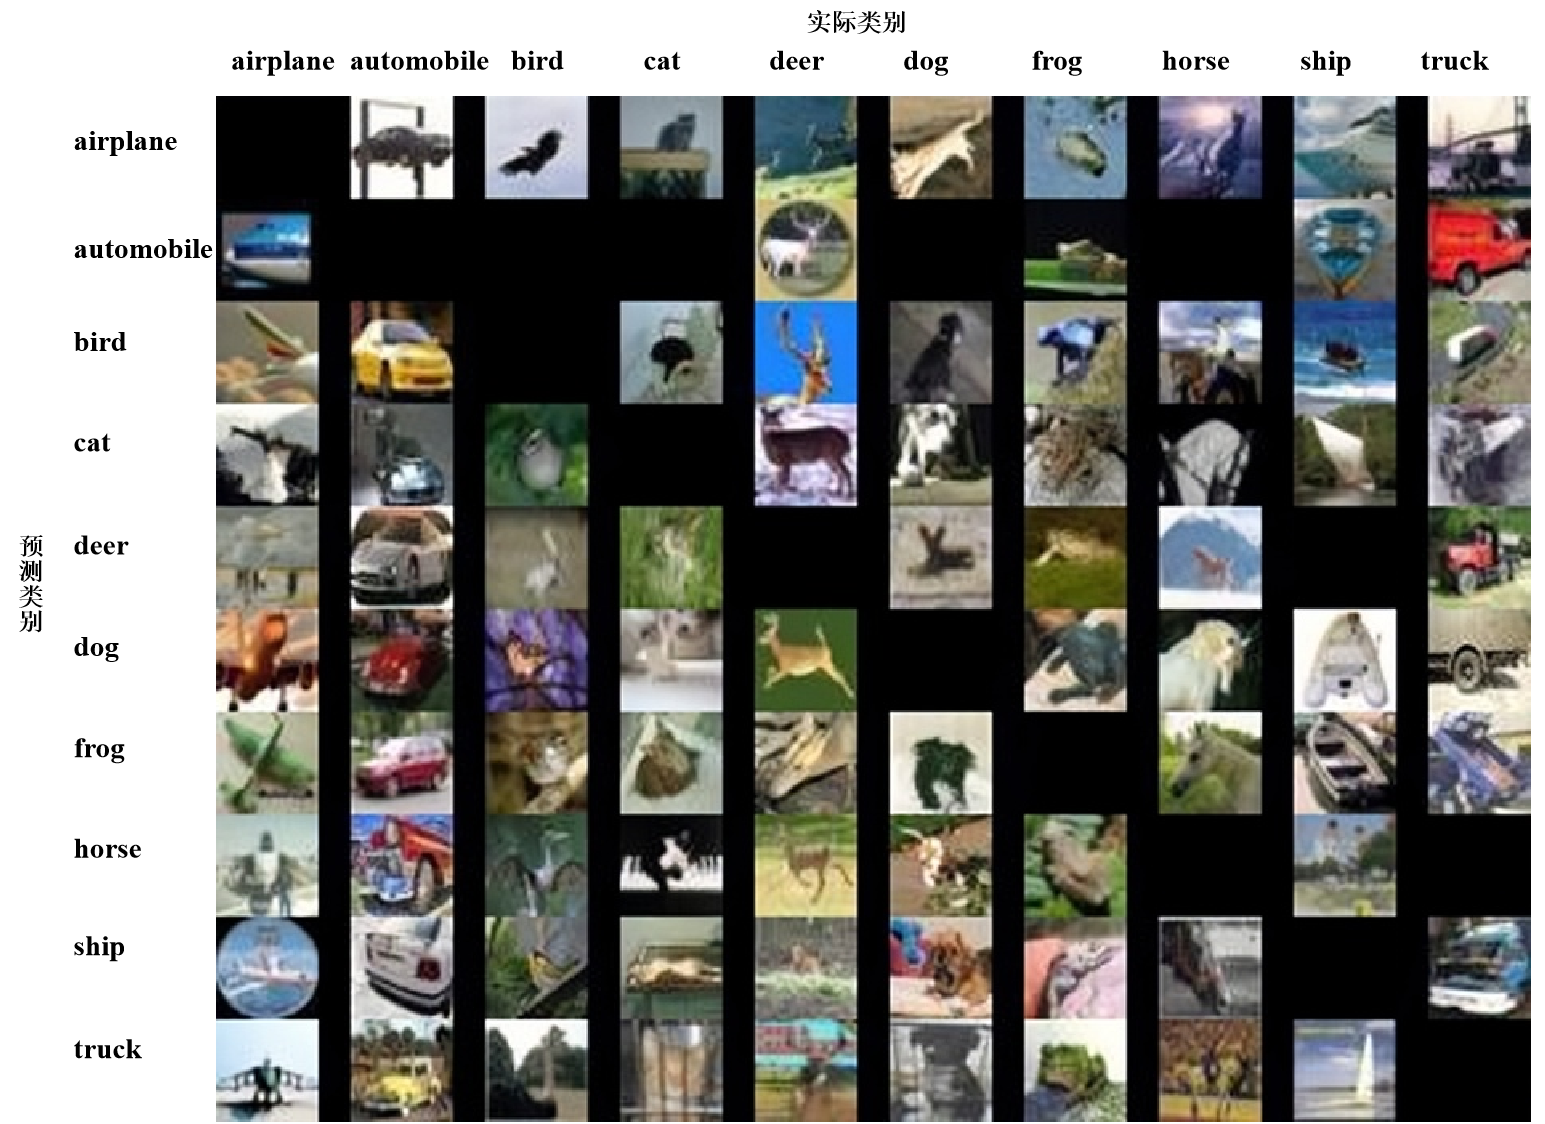 实际类别
airplane automobile bird cat deer dog frog horse ship truck
airplane
automobile
bird
cat
预测类别
deer
dog
frog
horse
ship
truck